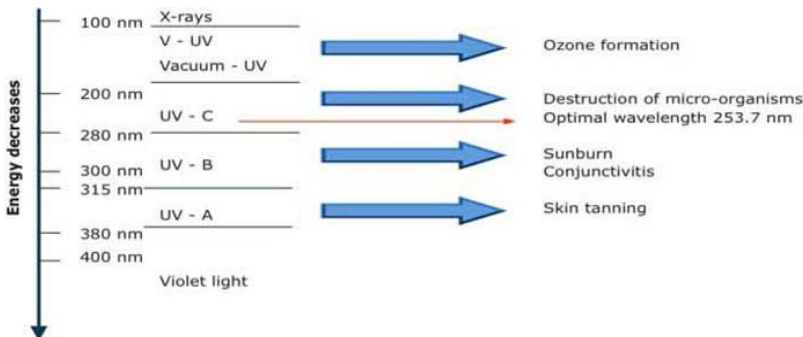 Energy decreases
100 nm
X-rays
V - UV
Vacuum - UV
Ozone formation
200 nm
UV - C
Destruction of micro-organisms
Optimal wavelength 253.7 nm
280 nm
300 nm
UV - B
Sunburn
Conjunctivitis
315 nm
UV - A
Skin tanning
380 nm
400 nm
Violet light